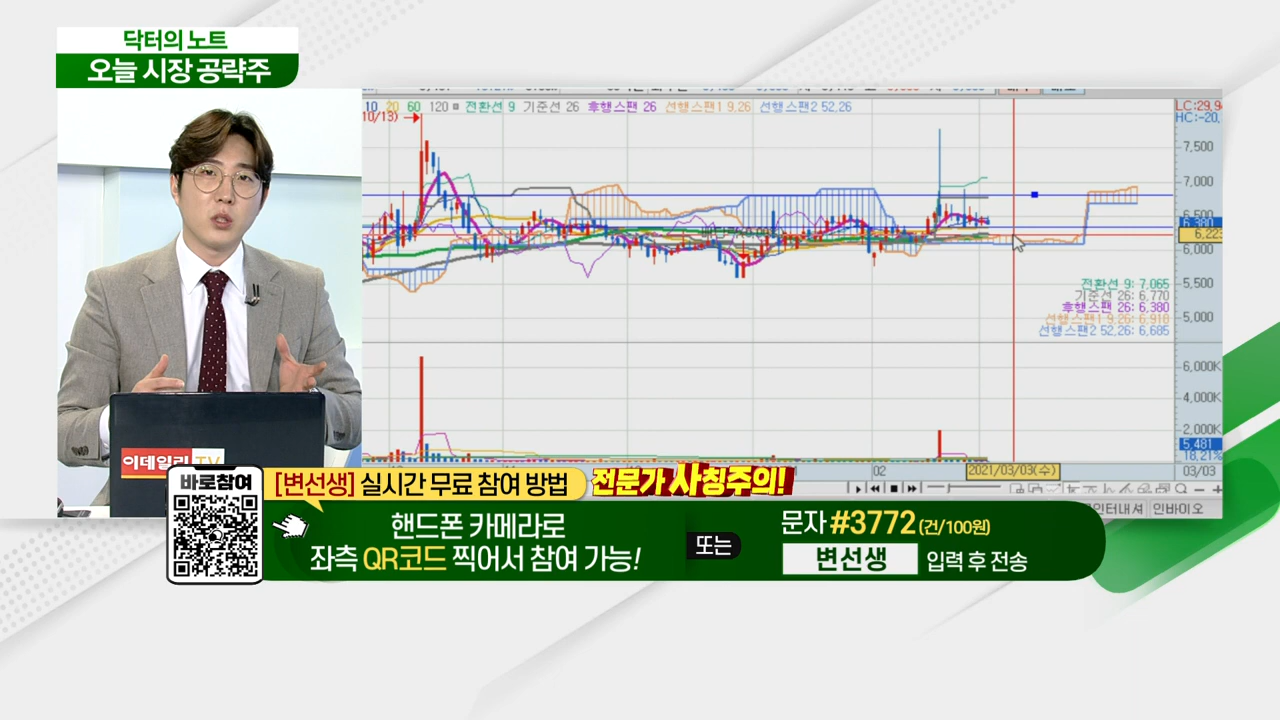 닥터의 노트
오늘 시장 공략주
10 20 60 120 전환선 9 기준선 26 후행스팬 26 선행스팬1 9,26 선행스팬2 52,26
10/13)
LC:29.9
HC:-20.
7,500
7,000
6,500
6,380
6,223
6,000
5,500
5,000
전환선 9: 7,065
기준선 26: 6,770
후행스팬 26: 6,380
선행스팬1 9,26: 6,918
선행스팬2 52,26: 6,685
6,000K
4,000K
2,000K
5,481
18,21%
02
2021/03/03(수)
03/03
인터내셔
인바이오
이데일리 TV
바로참여
[변선생] 실시간 무료 참여 방법
전문가 사칭주의!
핸드폰 카메라로
좌측 QR코드 찍어서 참여 가능!
또는
문자 #3772 (건/100원)
변선생 입력 후 전송